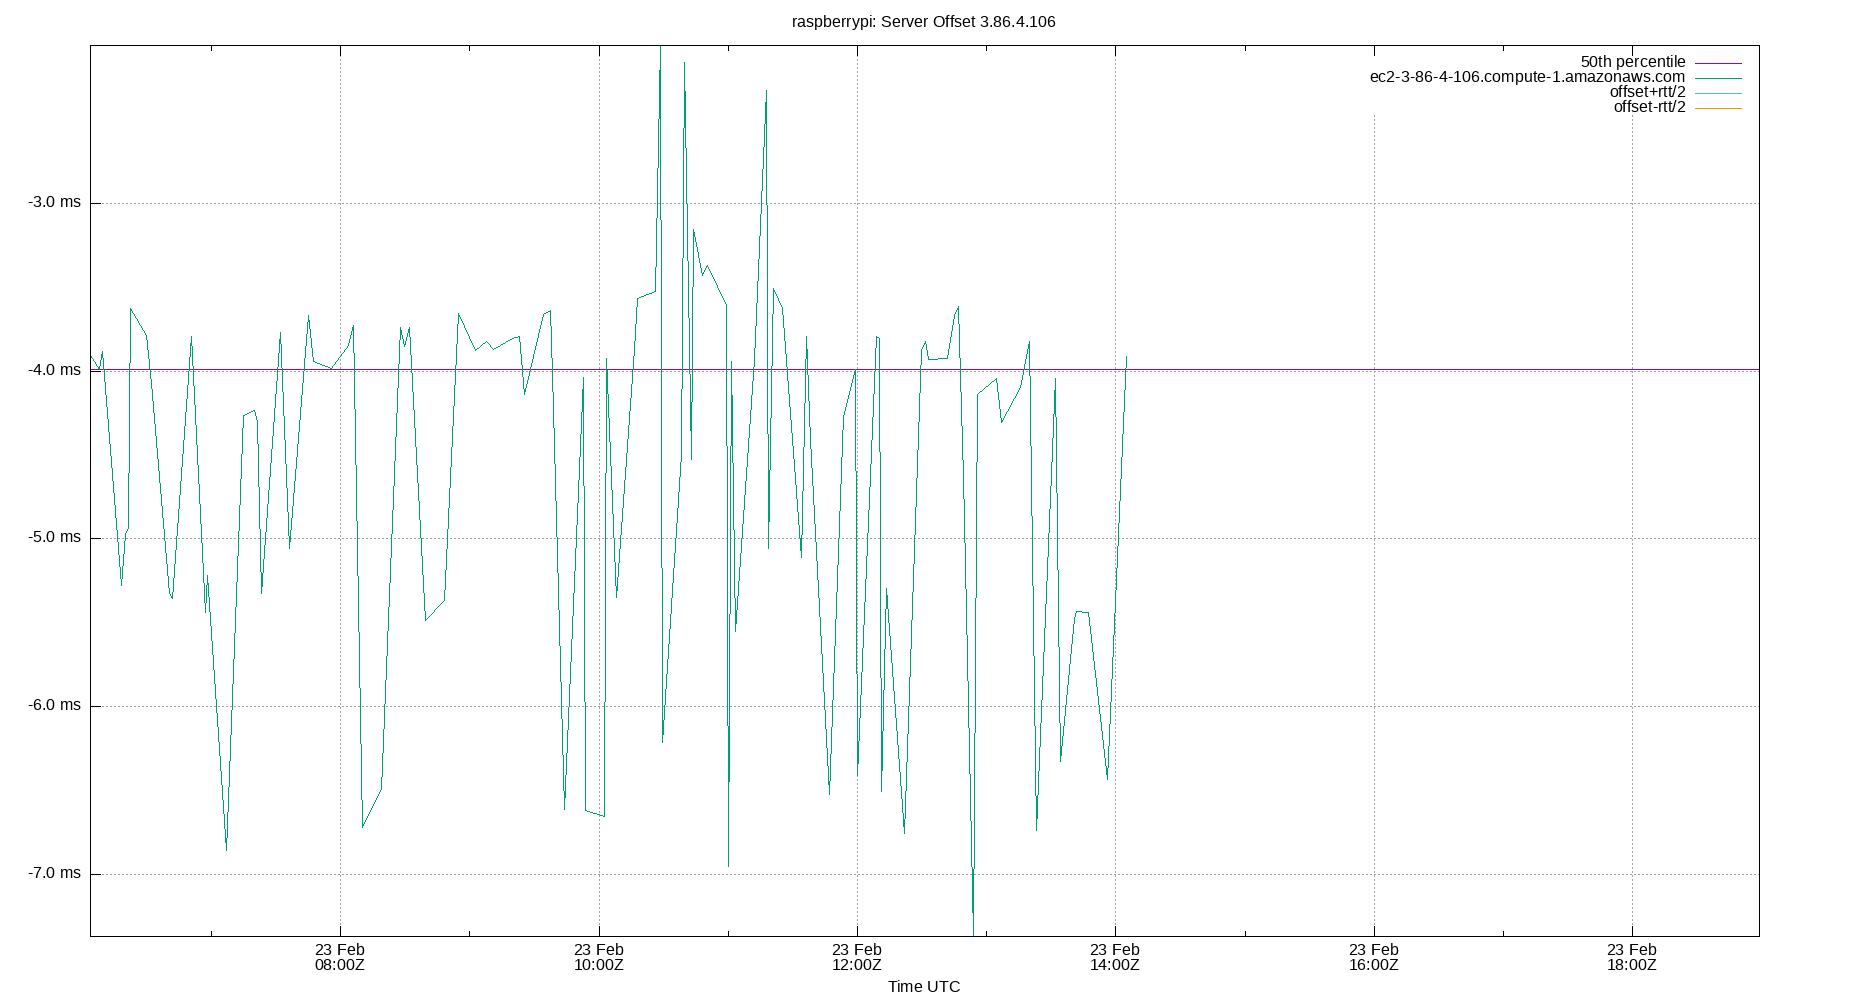 raspberrypi: Server Offset 3.86.4.106
50th percentile
ec2-3-86-4-106.compute-1.amazonaws.com
offset+rtt/2
offset-rtt/2
-3.0 ms
-4.0 ms
-5.0 ms
-6.0 ms
-7.0 ms
23 Feb 23 Feb 23 Feb 23 Feb 23 Feb 23 Feb
08:00Z 10:00Z 12:00Z 14:00Z 16:00Z 18:00Z
Time UTC